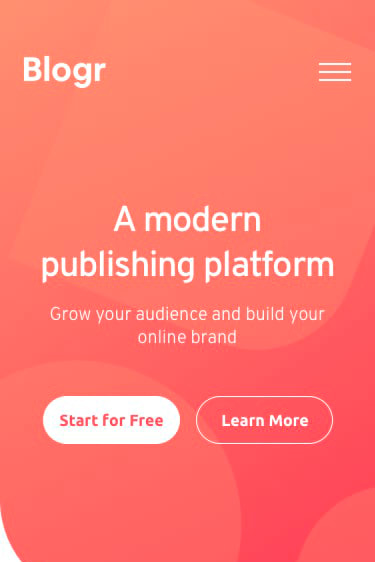 Blogr
A modern
publishing platform
Grow your audience and build your
online brand
Start for Free
Learn More